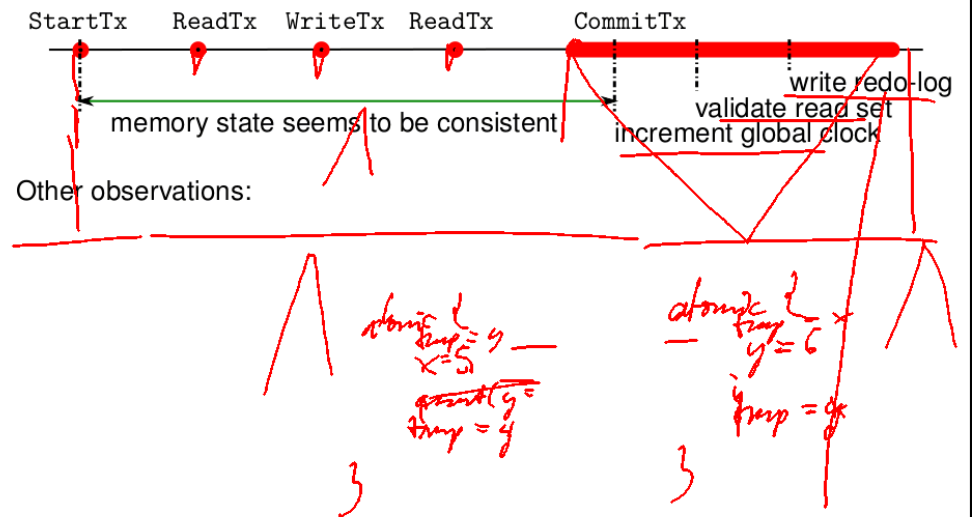 StartTx ReadTx WriteTx ReadTx CommitTx
write redo-log
validate read set
memory state seems to be consistent
increment global clock
Other observations:
atomic {
tmp = y
x=5
tmp = y
}
atomic {
tmp = x
y = 6
tmp =
}